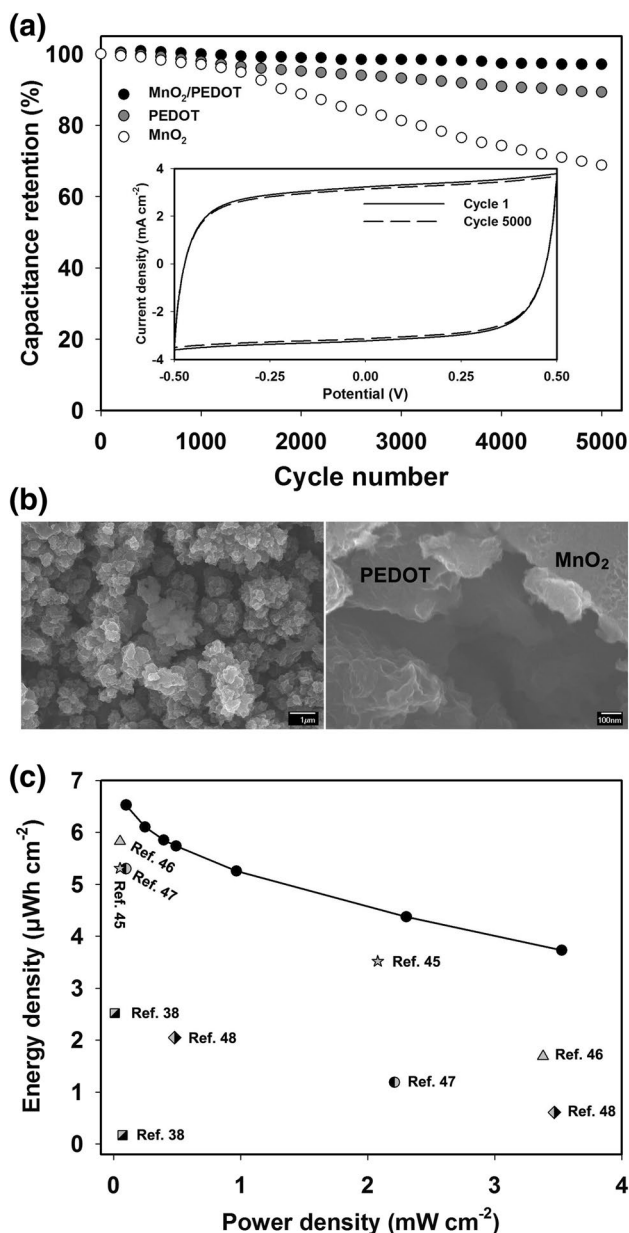 (a)
100
80
60
40
20
0
Capacitance retention (%)
MnO2/PEDOT
PEDOT
MnO2
4
2
0
-2
-4
Current density (mA cm-2)
Cycle 1
Cycle 5000
-0.50 -0.25 0.00 0.25 0.50
Potential (V)
0 1000 2000 3000 4000 5000
Cycle number
(b)
1μm
PEDOT
MnO2
100nm
(c)
7
6
5
4
3
2
1
0
Energy density (μWh cm-2)
Ref. 46
Ref. 47
Ref. 45
Ref. 45
Ref. 38
Ref. 48
Ref. 46
Ref. 47
Ref. 48
Ref. 38
0 1 2 3 4
Power density (mW cm-2)